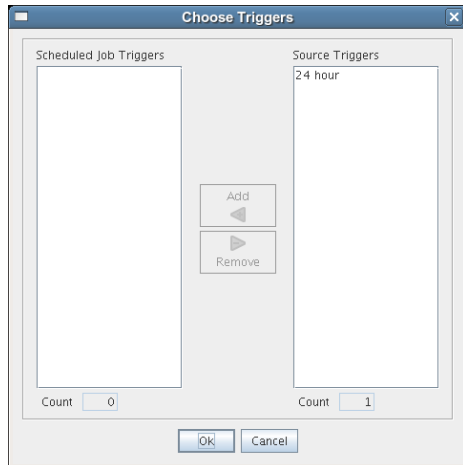 Choose Triggers
Scheduled Job Triggers
Source Triggers
24 hour
Add
Remove
Count 0
Count 1
Ok
Cancel